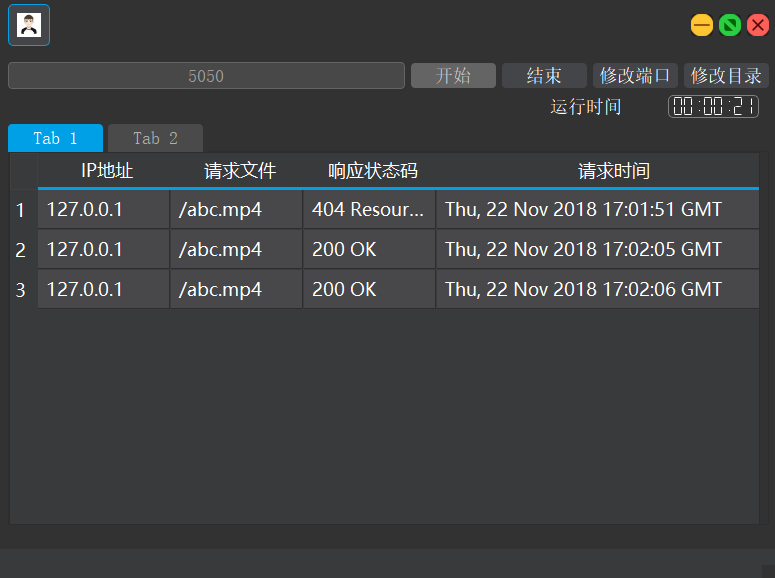 5050 开始 结束 修改端口 修改目录
运行时间 00:00:21
Tab 1 Tab 2
IP地址 请求文件 响应状态码 请求时间
1 127.0.0.1 /abc.mp4 404 Resour... Thu, 22 Nov 2018 17:01:51 GMT
2 127.0.0.1 /abc.mp4 200 OK Thu, 22 Nov 2018 17:02:05 GMT
3 127.0.0.1 /abc.mp4 200 OK Thu, 22 Nov 2018 17:02:06 GMT